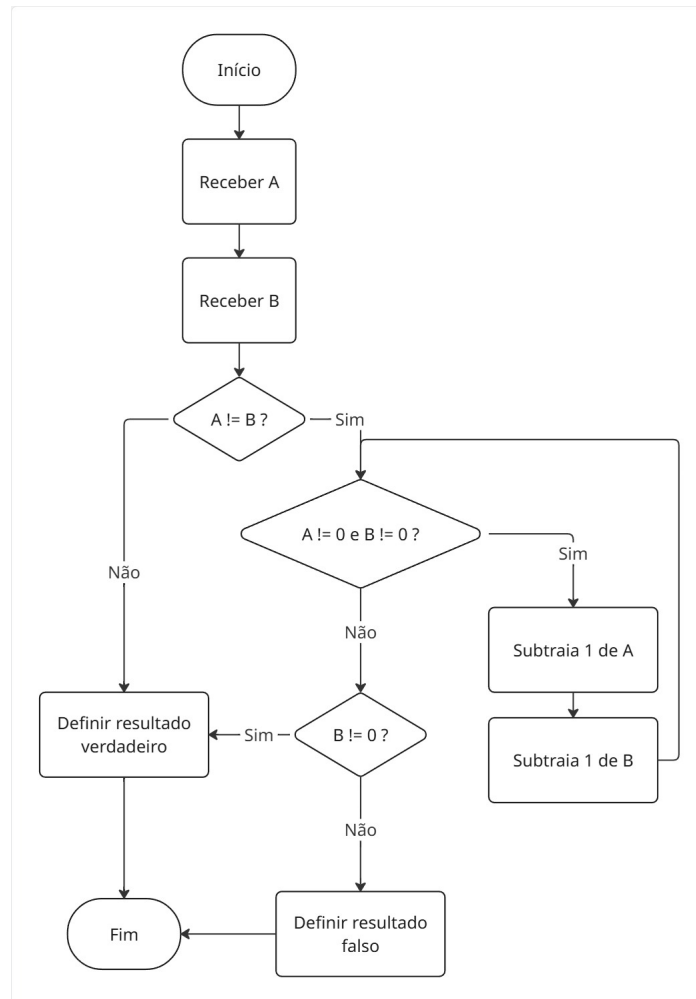 Início
Receber A
Receber B
A != B ?
Sim
A != 0 e B != 0 ?
Sim
Não
Não
Subtraia 1 de A
Definir resultado
verdadeiro
Sim
B != 0 ?
Subtraia 1 de B
Não
Definir resultado
falso
Fim